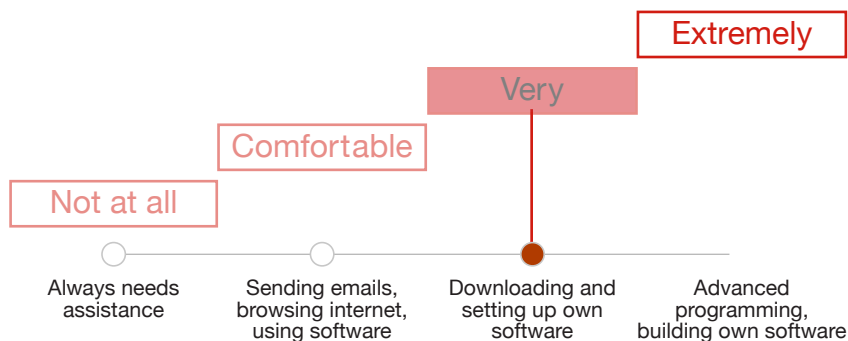 Extremely
Very
Comfortable
Not at all
Always needs
assistance
Sending emails,
browsing internet,
using software
Downloading and
setting up own
software
Advanced
programming,
building own software